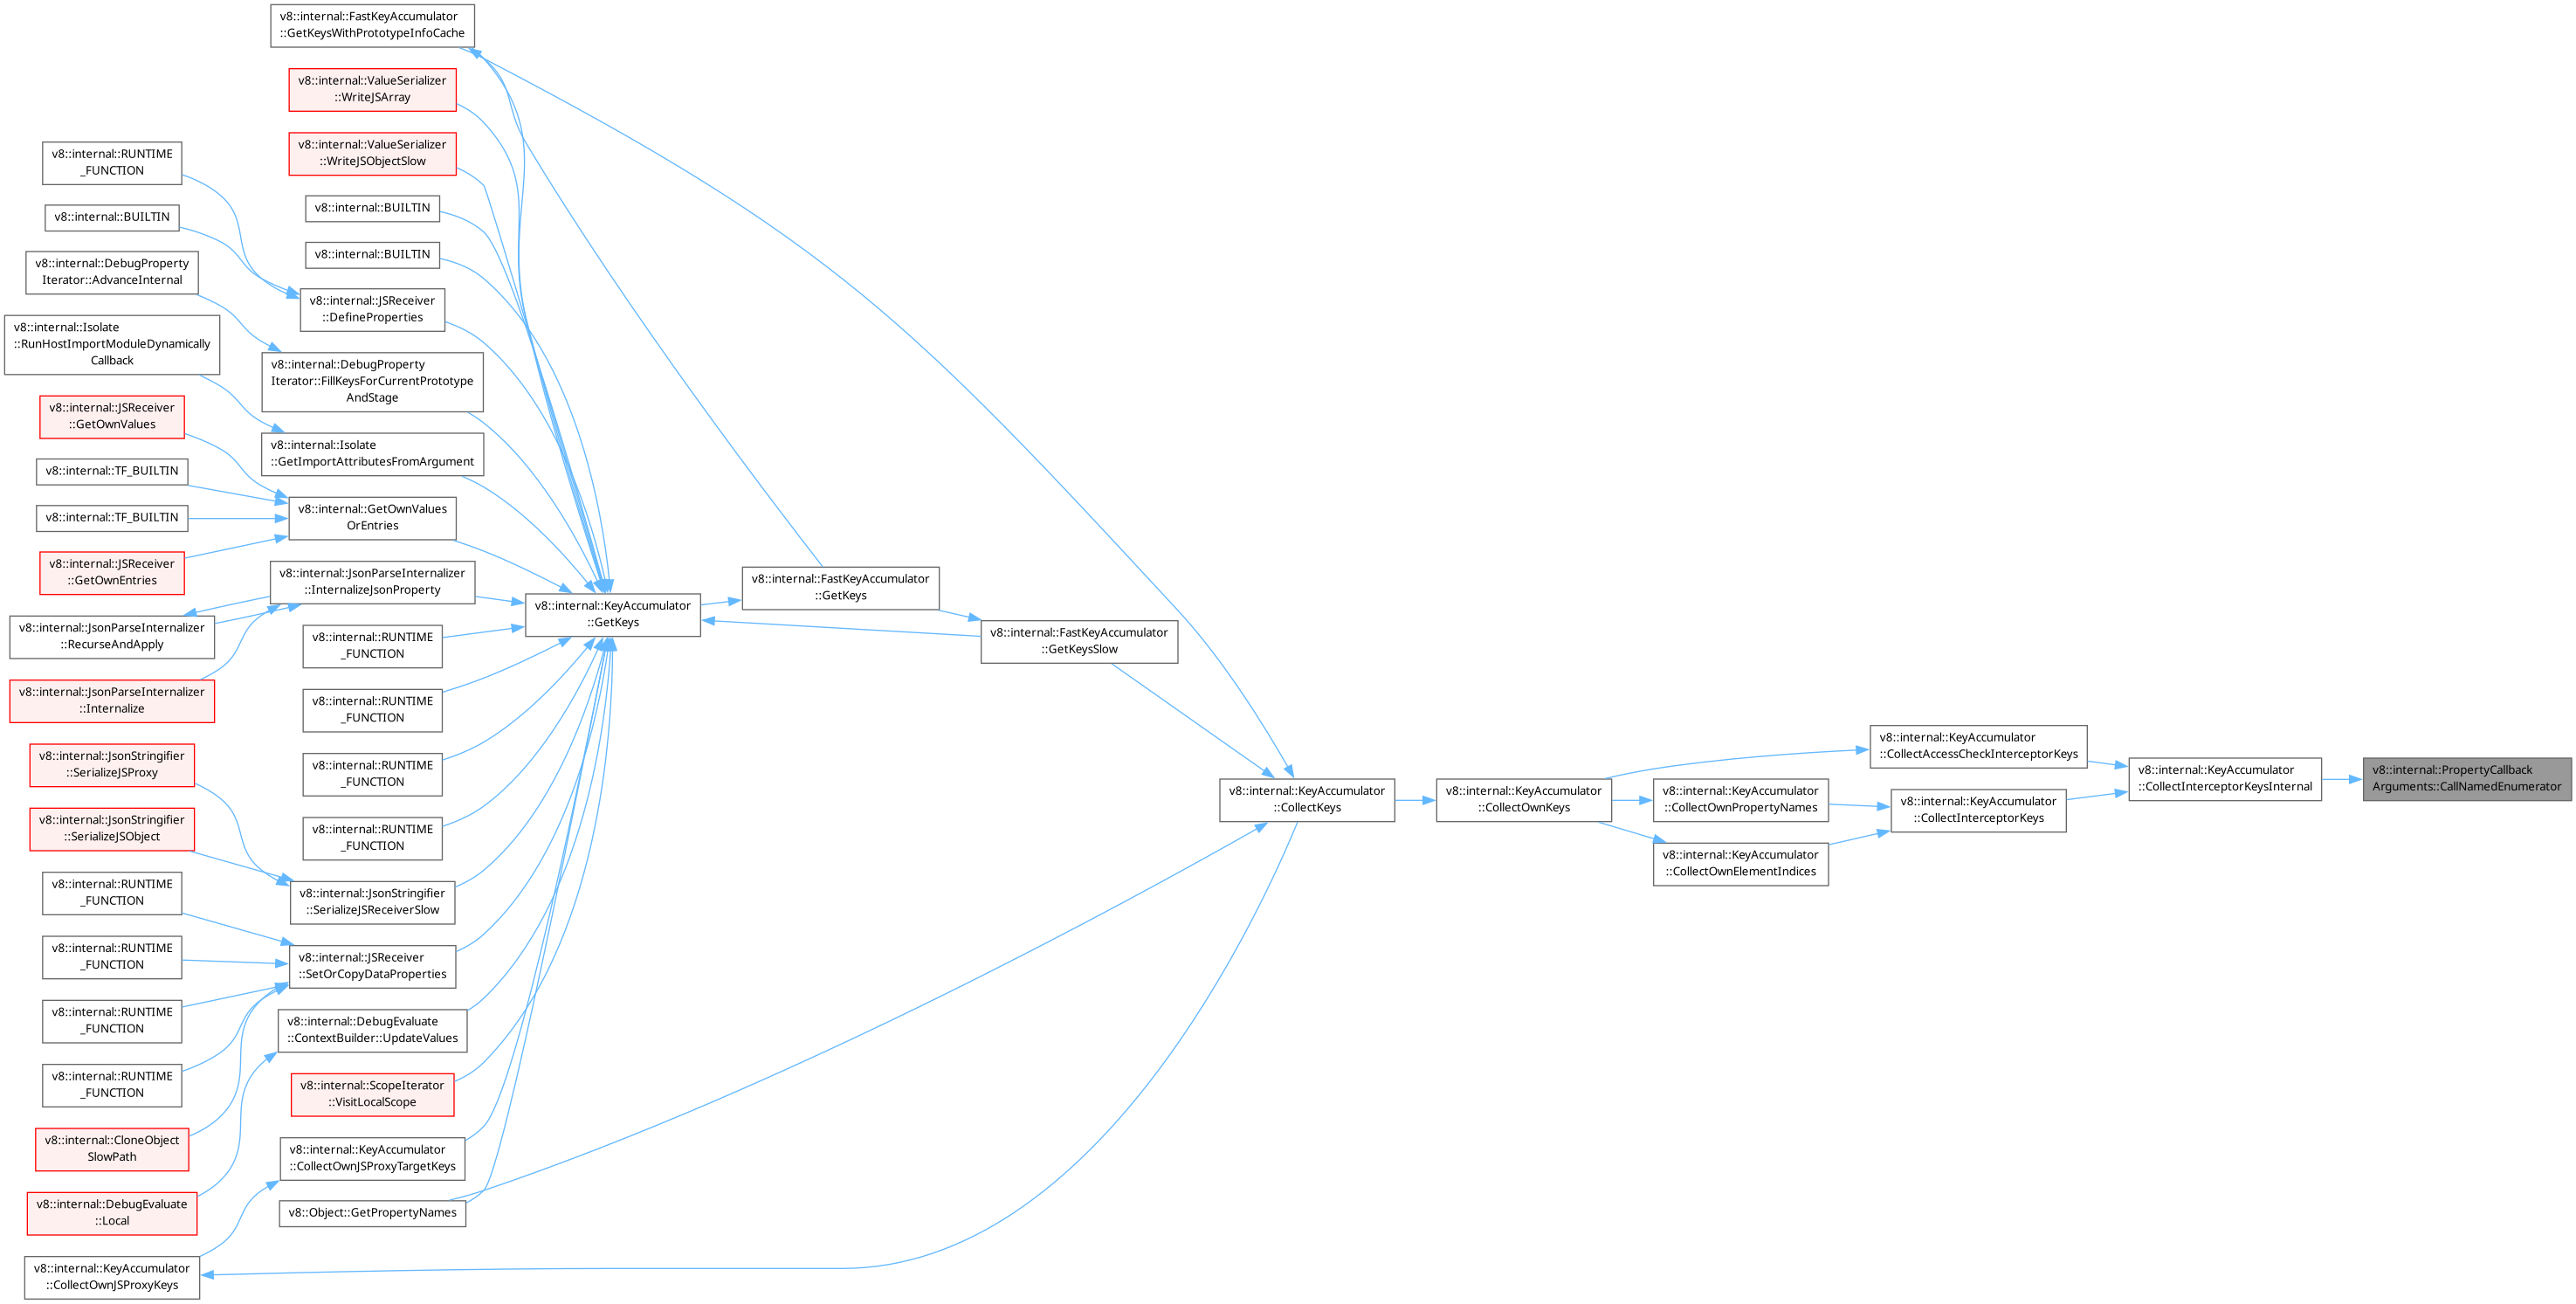 v8::internal::FastKeyAccumulator
::GetKeysWithPrototypeInfoCache
v8::internal::ValueSerializer
::WriteJSArray
v8::internal::ValueSerializer
::WriteJSObjectSlow
v8::internal::BUILTIN
v8::internal::BUILTIN
v8::internal::JSReceiver
::DefineProperties
v8::internal::DebugProperty
Iterator::FillKeysForCurrentPrototype
AndStage
v8::internal::Isolate
::GetImportAttributesFromArgument
v8::internal::GetOwnValues
OrEntries
v8::internal::JsonParseInternalizer
::InternalizeJsonProperty
v8::internal::RUNTIME
_FUNCTION
v8::internal::RUNTIME
_FUNCTION
v8::internal::RUNTIME
_FUNCTION
v8::internal::RUNTIME
_FUNCTION
v8::internal::JsonStringifier
::SerializeJSReceiverSlow
v8::internal::JSReceiver
::SetOrCopyDataProperties
v8::internal::DebugEvaluate
::ContextBuilder::UpdateValues
v8::internal::ScopeIterator
::VisitLocalScope
v8::internal::KeyAccumulator
::CollectOwnJSProxyTargetKeys
v8::Object::GetPropertyNames
v8::internal::RUNTIME
_FUNCTION
v8::internal::BUILTIN
v8::internal::DebugProperty
Iterator::AdvanceInternal
v8::internal::Isolate
::RunHostImportModuleDynamically
Callback
v8::internal::JSReceiver
::GetOwnValues
v8::internal::TF_BUILTIN
v8::internal::TF_BUILTIN
v8::internal::JSReceiver
::GetOwnEntries
v8::internal::JsonParseInternalizer
::RecurseAndApply
v8::internal::JsonParseInternalizer
::Internalize
v8::internal::JsonStringifier
::SerializeJSProxy
v8::internal::JsonStringifier
::SerializeJSObject
v8::internal::RUNTIME
_FUNCTION
v8::internal::RUNTIME
_FUNCTION
v8::internal::RUNTIME
_FUNCTION
v8::internal::RUNTIME
_FUNCTION
v8::internal::CloneObject
SlowPath
v8::internal::DebugEvaluate
::Local
v8::internal::KeyAccumulator
::CollectOwnJSProxyKeys
v8::internal::KeyAccumulator
::GetKeys
v8::internal::FastKeyAccumulator
::GetKeys
v8::internal::FastKeyAccumulator
::GetKeysSlow
v8::internal::KeyAccumulator
::CollectKeys
v8::internal::KeyAccumulator
::CollectOwnKeys
v8::internal::KeyAccumulator
::CollectOwnPropertyNames
v8::internal::KeyAccumulator
::CollectOwnElementIndices
v8::internal::KeyAccumulator
::CollectAccessCheckInterceptorKeys
v8::internal::KeyAccumulator
::CollectInterceptorKeys
v8::internal::KeyAccumulator
::CollectInterceptorKeysInternal
v8::internal::PropertyCallback
Arguments::CallNamedEnumerator